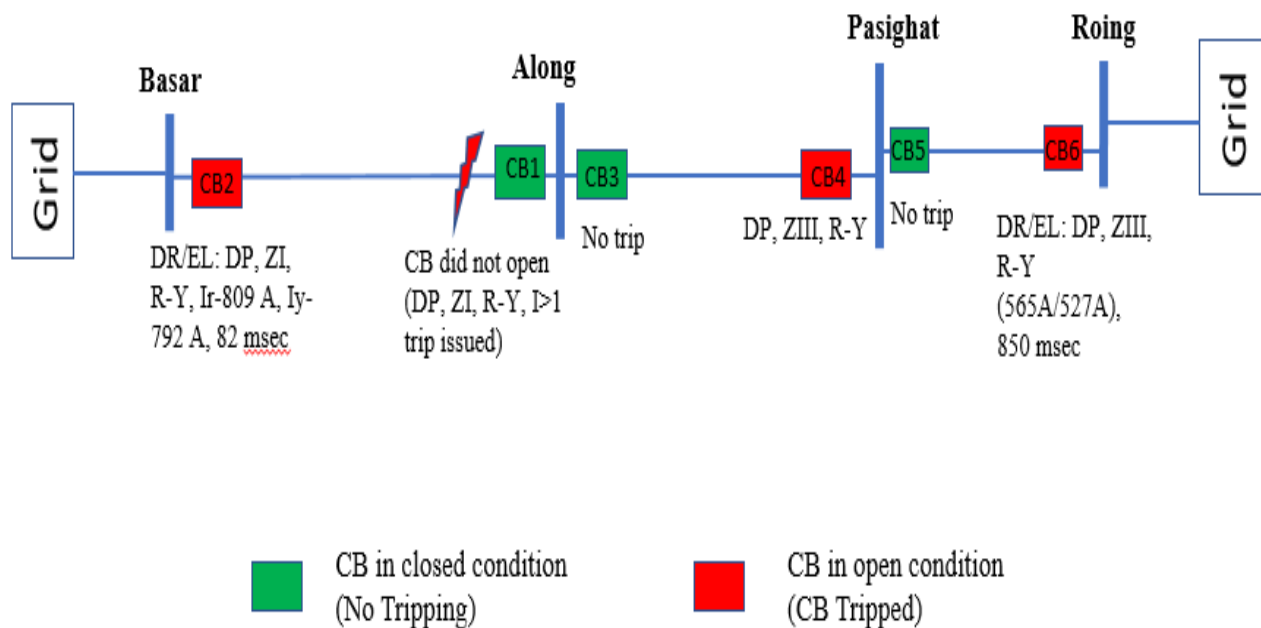 Grid
Basar
CB2
DR/EL: DP, ZI,
R-Y, Ir-809 A, Iy-
792 A, 82 msec
CB did not open
(DP, ZI, R-Y, I>1
trip issued)
Along
CB1
CB3
No trip
CB4
DP, ZIII, R-Y
Pasighat
CB5
No trip
Roing
CB6
DR/EL: DP, ZIII,
R-Y
(565A/527A),
850 msec
Grid
CB in closed condition
(No Tripping)
CB in open condition
(CB Tripped)